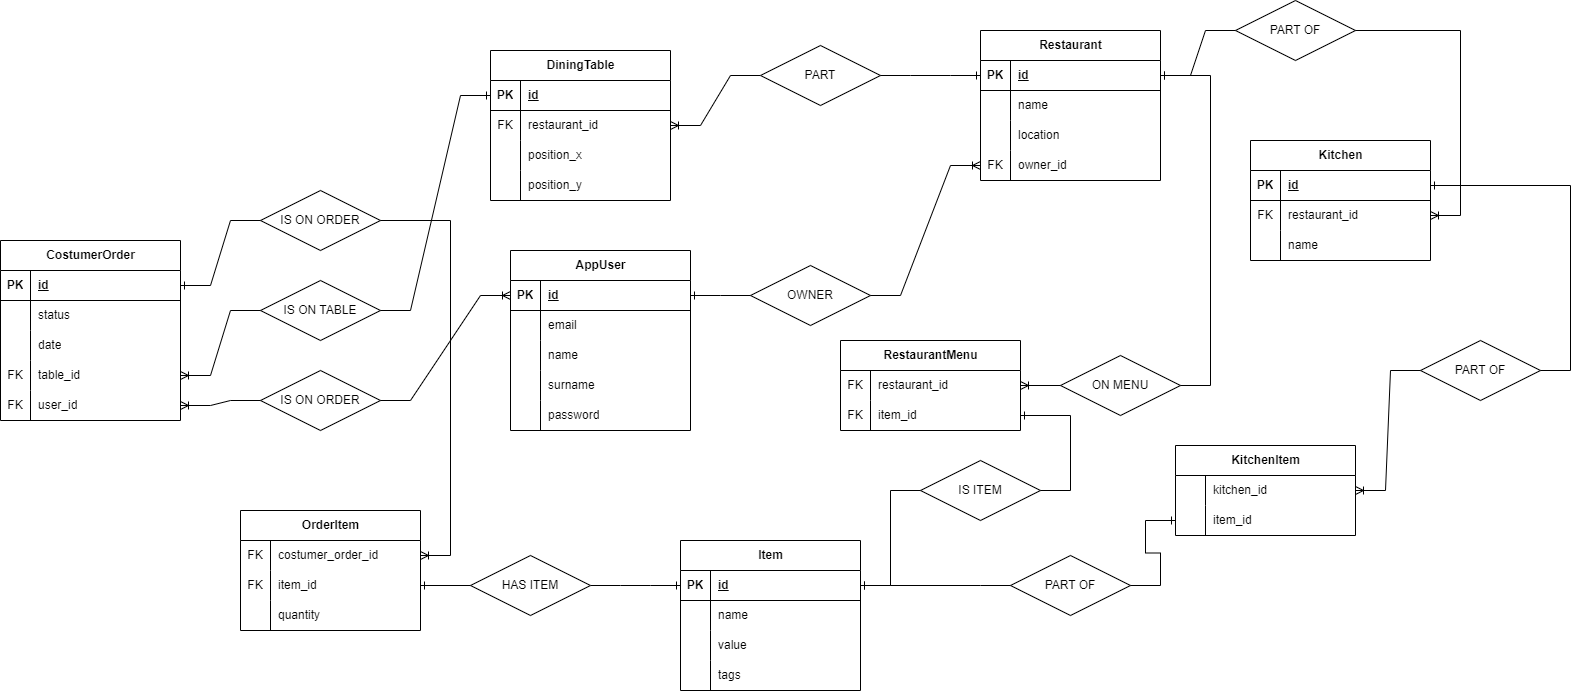 DiningTable
PK id
FK restaurant_id
position_x
position_y
PART
Restaurant
PK id
name
location
FK owner_id
PART OF
Kitchen
PK id
FK restaurant_id
name
CostumerOrder
PK id
status
date
FK table_id
FK user_id
IS ON ORDER
IS ON TABLE
IS ON ORDER
AppUser
PK id
email
name
surname
password
OWNER
RestaurantMenu
FK restaurant_id
FK item_id
ON MENU
PART OF
IS ITEM
KitchenItem
kitchen_id
item_id
OrderItem
FK costumer_order_id
FK item_id
quantity
HAS ITEM
Item
PK id
name
value
tags
PART OF